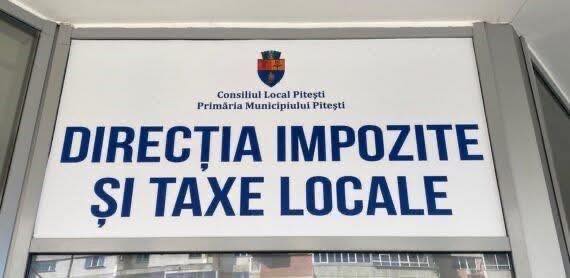 Consiliul Local Pitești
Primăria Municipiului Pitești
DIRECȚIA IMPOZITE
ȘI TAXE LOCALE